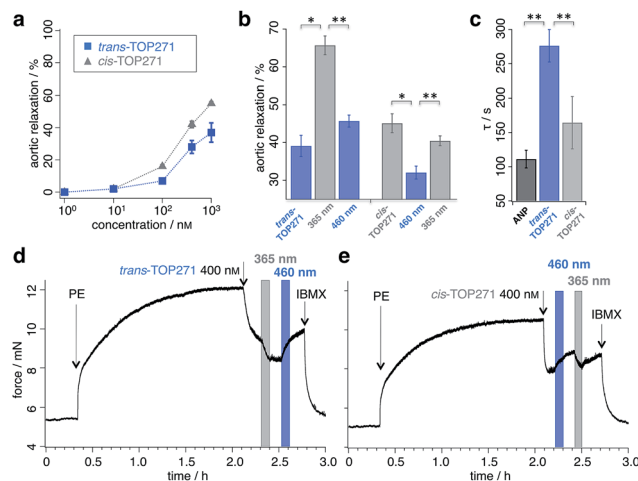 a
trans-TOP271
cis-TOP271
aortic relaxation / %
100
80
60
40
20
0
10⁰ 10¹ 10² 10³
concentration / nM
b
aortic relaxation / %
70
60
50
40
30
* **
* **
trans-TOP271
365 nm
460 nm
cis-TOP271
460 nm
365 nm
c
τ / s
300
250
200
150
100
50
** **
ANP
trans-TOP271
cis-TOP271
d
365 nm
trans-TOP271 400 nM
460 nm
PE
IBMX
force / mN
12
10
8
6
4
0.0 0.5 1.0 1.5 2.0 2.5 3.0
time / h
e
460 nm
365 nm
cis-TOP271 400 nM
PE
IBMX
0.0 0.5 1.0 1.5 2.0 2.5 3.0
time / h